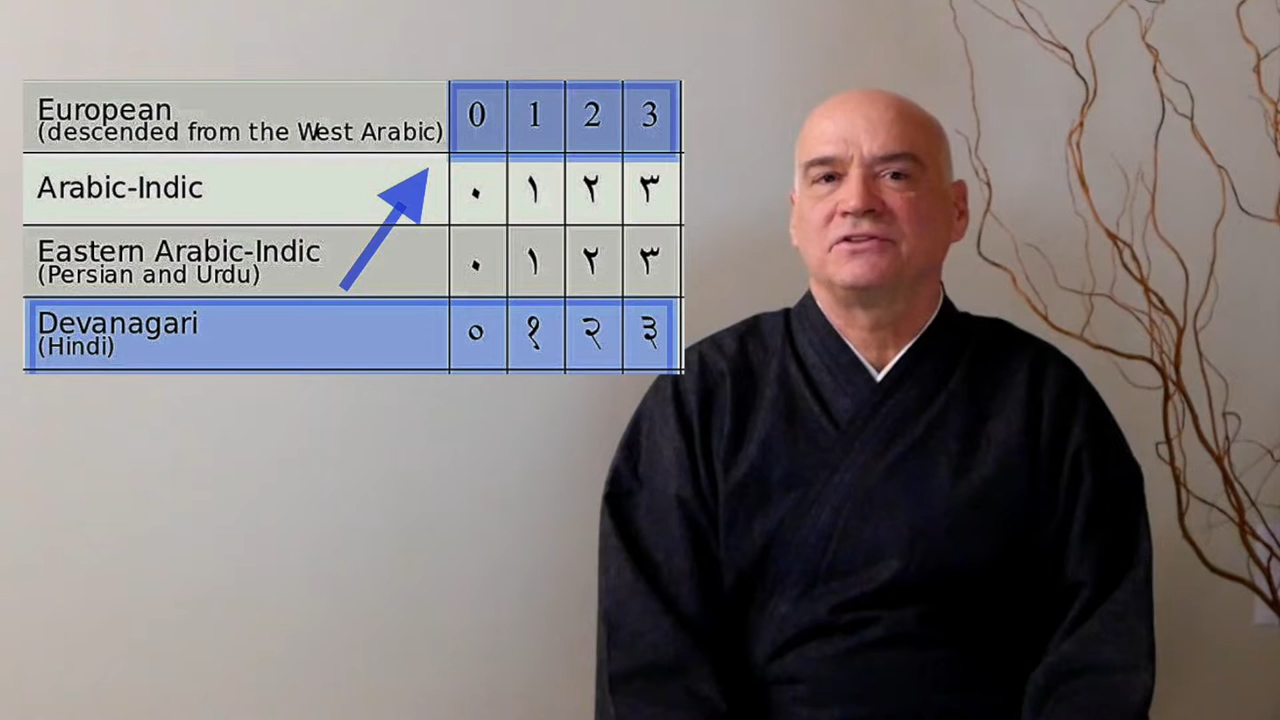 European 0 1 2 3
(descended from the West Arabic)
Arabic-Indic ٠ ١ ٢ ٣
Eastern Arabic-Indic ۰ ۱ ۲ ۳
(Persian and Urdu)
Devanagari ० १ २ ३
(Hindi)